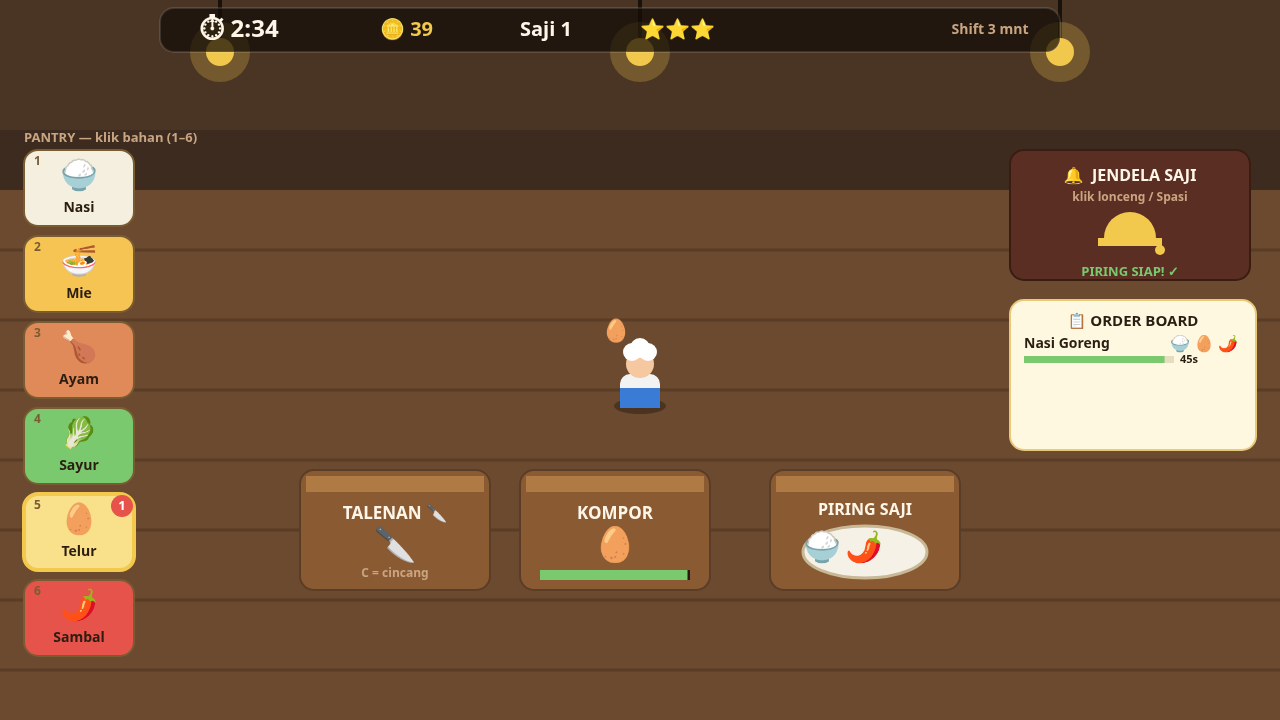 ⏱ 2:34 🪙 39 Saji 1 ⭐⭐⭐ Shift 3 mnt
PANTRY — klik bahan (1–6)
1
Nasi
2
Mie
3
Ayam
4
Sayur
5
1
Telur
6
Sambal
🔔 JENDELA SAJI
klik lonceng / Spasi
PIRING SIAP! ✓
📋 ORDER BOARD
Nasi Goreng 🍚 🥚 🌶️
45s
TALENAN 🔪
C = cincang
KOMPOR
PIRING SAJI